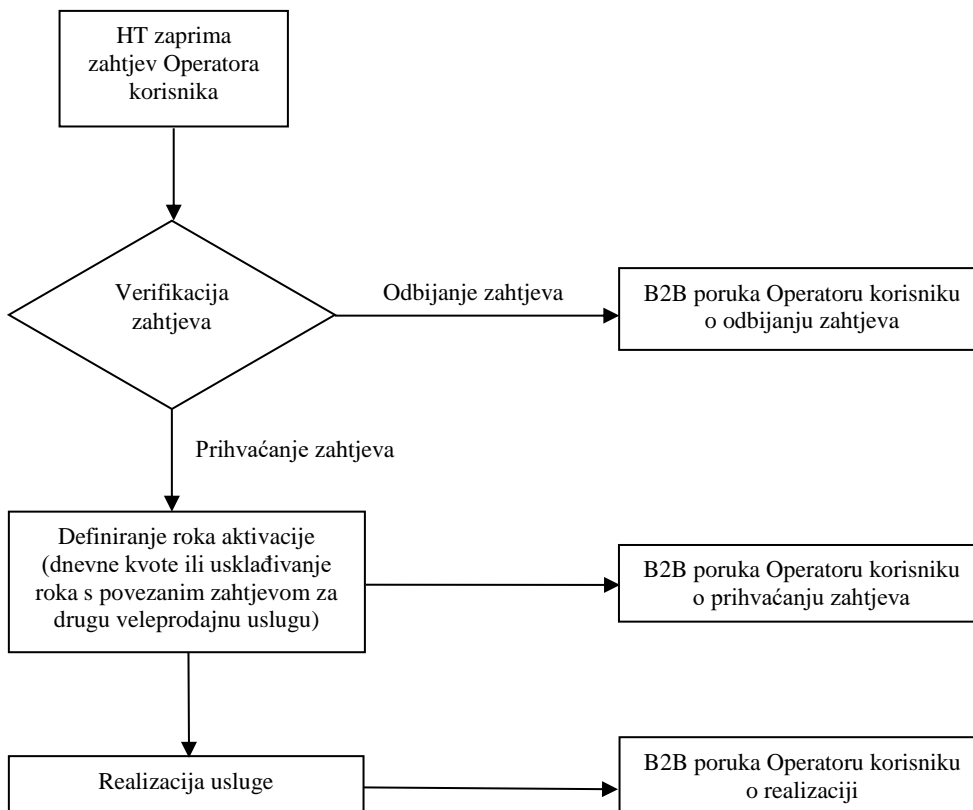 HT zaprima
zahtjev Operatora
korisnika
Verifikacija
zahtjeva
Odbijanje zahtjeva
B2B poruka Operatoru korisniku
o odbijanju zahtjeva
Prihvaćanje zahtjeva
Definiranje roka aktivacije
(dnevne kvote ili usklađivanje
roka s povezanim zahtjevom za
drugu veleprodajnu uslugu)
B2B poruka Operatoru korisniku
o prihvaćanju zahtjeva
Realizacija usluge
B2B poruka Operatoru korisniku
o realizaciji